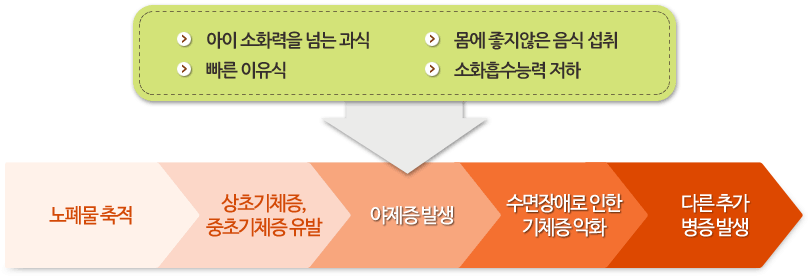 아이 소화력을 넘는 과식
몸에 좋지않은 음식 섭취
빠른 이유식
소화흡수능력 저하
노폐물 축적
상초기체증,
중초기체증 유발
야제증 발생
수면장애로 인한
기체증 악화
다른 추가
병증 발생